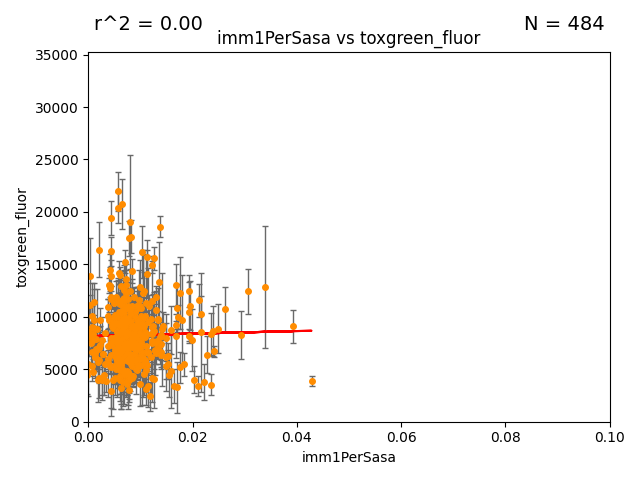 r^2 = 0.00
N = 484
imm1PerSasa vs toxgreen_fluor
35000
30000
25000
20000
15000
10000
5000
0
toxgreen_fluor
0.00
0.02
0.04
0.06
0.08
0.10
imm1PerSasa